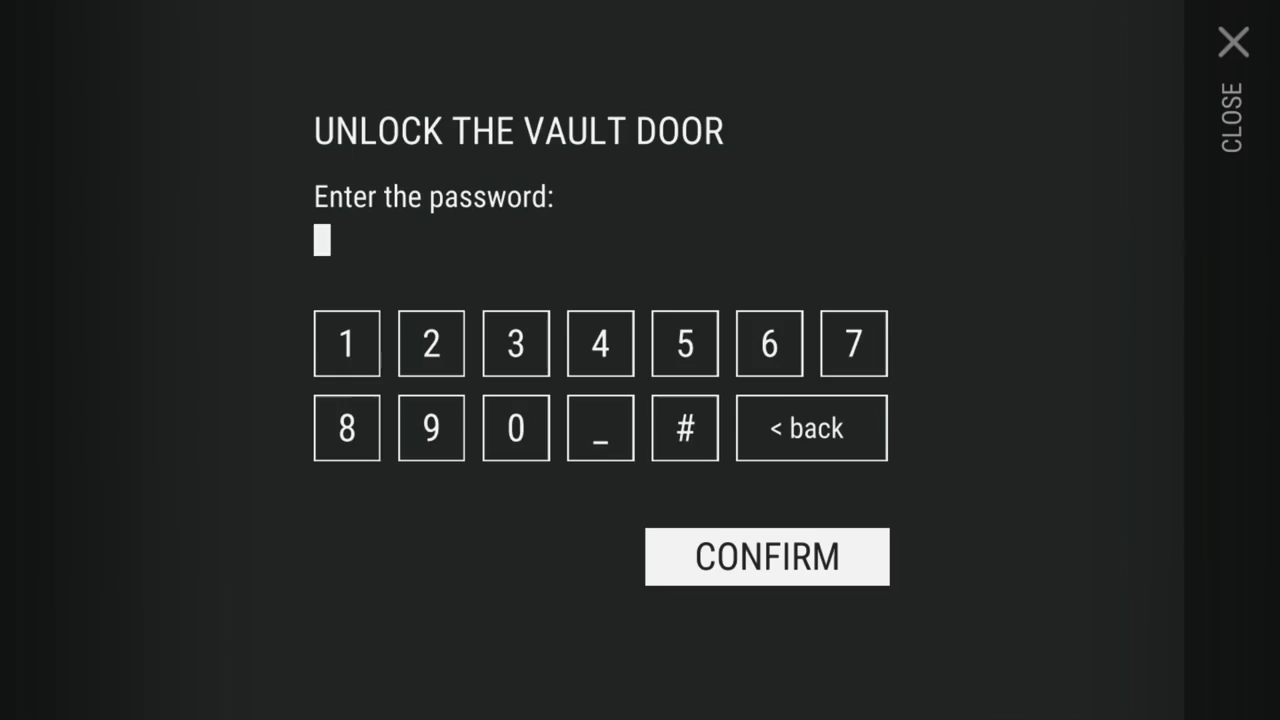 CLOSE
UNLOCK THE VAULT DOOR
Enter the password:
1 2 3 4 5 6 7
8 9 0 _ # < back
CONFIRM